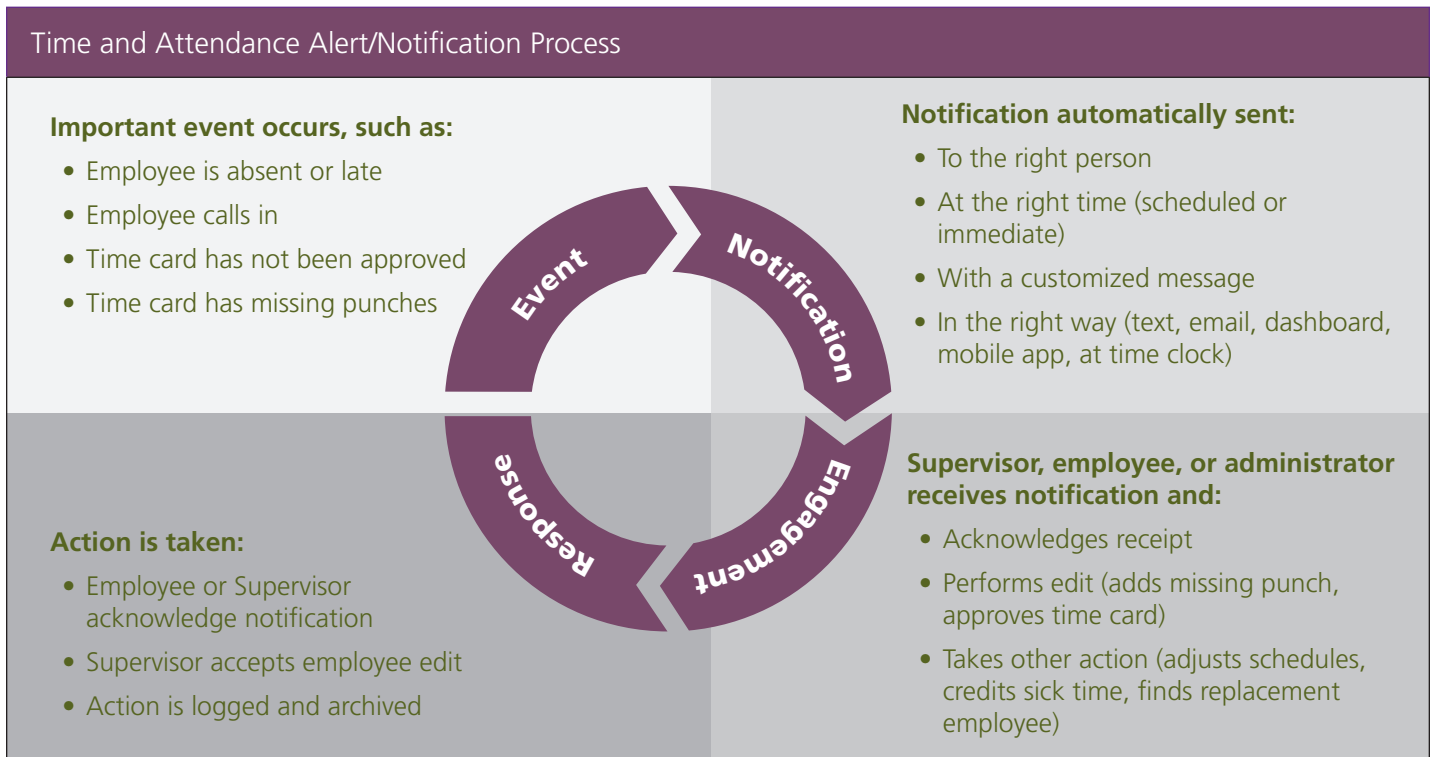 Time and Attendance Alert/Notification Process
Important event occurs, such as:
• Employee is absent or late
• Employee calls in
• Time card has not been approved
• Time card has missing punches
Notification automatically sent:
• To the right person
• At the right time (scheduled or
immediate)
• With a customized message
• In the right way (text, email, dashboard,
mobile app, at time clock)
Event
Notification
Engagement
Response
Supervisor, employee, or administrator
receives notification and:
• Acknowledges receipt
• Performs edit (adds missing punch,
approves time card)
• Takes other action (adjusts schedules,
credits sick time, finds replacement
employee)
Action is taken:
• Employee or Supervisor
acknowledge notification
• Supervisor accepts employee edit
• Action is logged and archived